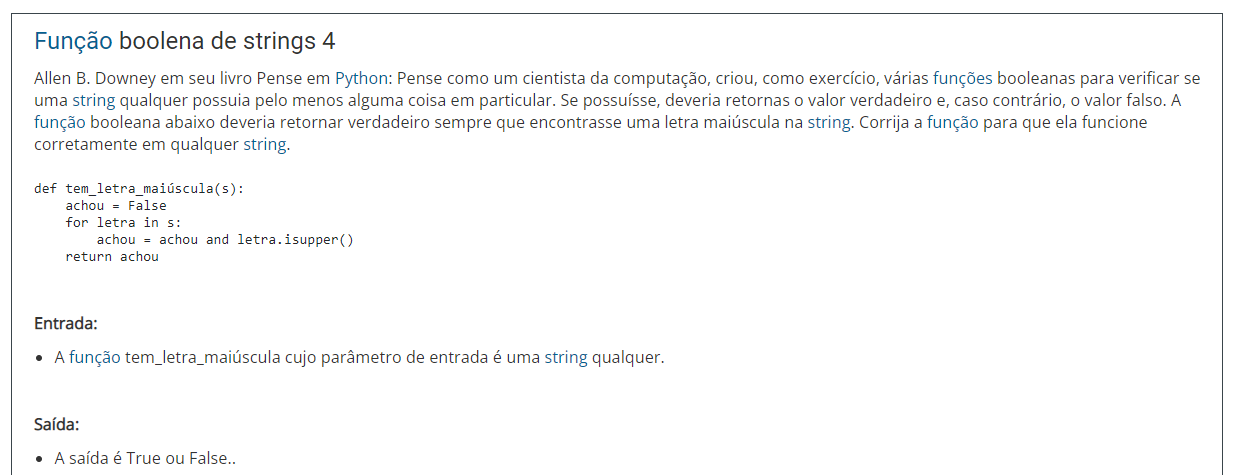 Função boolena de strings 4
Allen B. Downey em seu livro Pense em Python: Pense como um cientista da computação, criou, como exercício, várias funções booleanas para verificar se
uma string qualquer possuia pelo menos alguma coisa em particular. Se possuísse, deveria retornas o valor verdadeiro e, caso contrário, o valor falso. A
função booleana abaixo deveria retornar verdadeiro sempre que encontrasse uma letra maiúscula na string. Corrija a função para que ela funcione
corretamente em qualquer string.
def tem_letra_maiúscula(s):
    achou = False
    for letra in s:
        achou = achou and letra.isupper()
    return achou
Entrada:
• A função tem_letra_maiúscula cujo parâmetro de entrada é uma string qualquer.
Saída:
• A saída é True ou False..